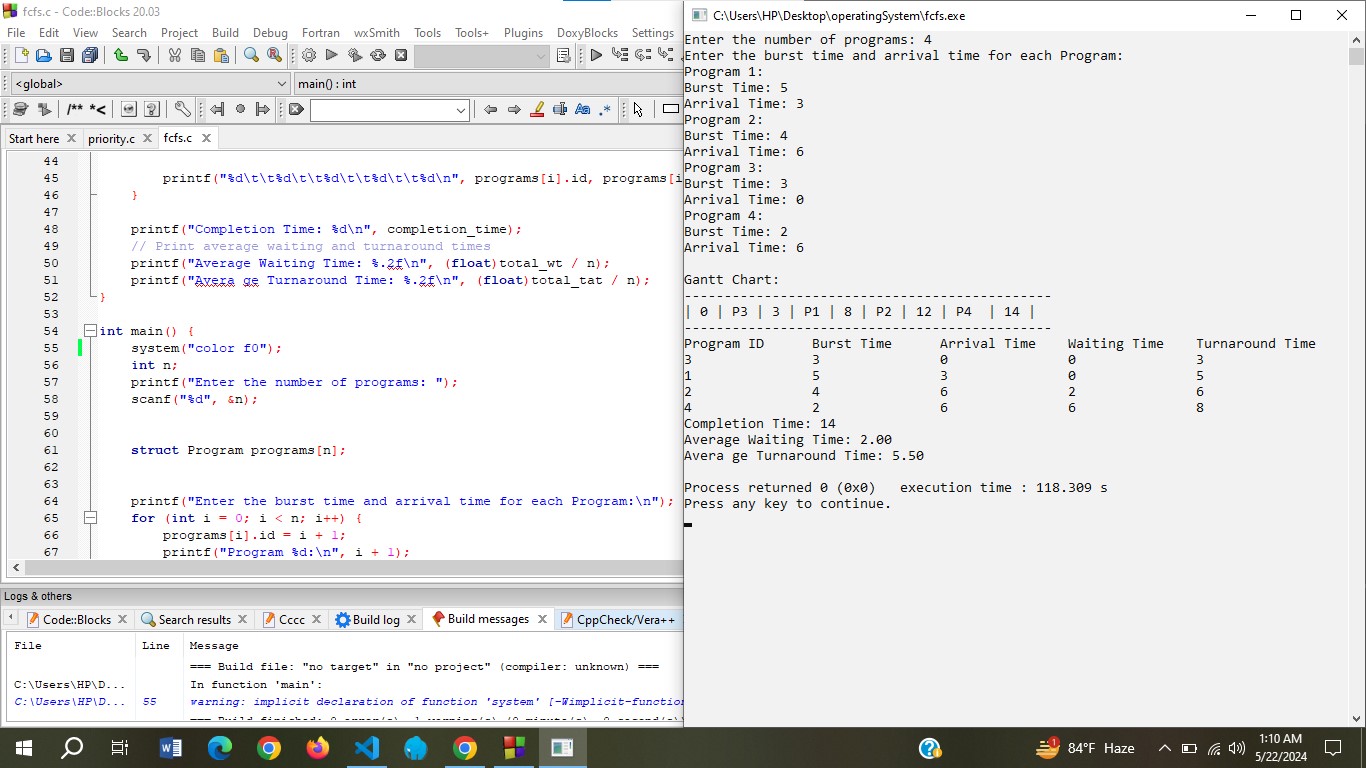 fcfs.c - Code::Blocks 20.03
File Edit View Search Project Build Debug Fortran wxSmith Tools Tools+ Plugins DoxyBlocks Settings
<global> main() : int
/** *< Aa .*
Start here priority.c fcfs.c
44
45 printf("%d\t\t%d\t\t%d\t\t%d\t\t%d\n", programs[i].id, programs[i
46 }
47
48 printf("Completion Time: %d\n", completion_time);
49 // Print average waiting and turnaround times
50 printf("Average Waiting Time: %.2f\n", (float)total_wt / n);
51 printf("Avera ge Turnaround Time: %.2f\n", (float)total_tat / n);
52 }
53
54 int main() {
55 system("color f0");
56 int n;
57 printf("Enter the number of programs: ");
58 scanf("%d", &n);
59
60
61 struct Program programs[n];
62
63
64 printf("Enter the burst time and arrival time for each Program:\n");
65 for (int i = 0; i < n; i++) {
66 programs[i].id = i + 1;
67 printf("Program %d:\n", i + 1);
Logs & others
Code::Blocks Search results Cccc Build log Build messages CppCheck/Vera++
File Line Message
=== Build file: "no target" in "no project" (compiler: unknown) ===
C:\Users\HP\D... In function 'main':
C:\Users\HP\D... 55 warning: implicit declaration of function 'system' [-Wimplicit-function
=== Build finished: 0 error(s), 1 warning(s) (0 minute(s), 0 second(s))
C:\Users\HP\Desktop\operatingSystem\fcfs.exe
Enter the number of programs: 4
Enter the burst time and arrival time for each Program:
Program 1:
Burst Time: 5
Arrival Time: 3
Program 2:
Burst Time: 4
Arrival Time: 6
Program 3:
Burst Time: 3
Arrival Time: 0
Program 4:
Burst Time: 2
Arrival Time: 6
Gantt Chart:
----------------------------------------------
| 0 | P3 | 3 | P1 | 8 | P2 | 12 | P4  | 14 |
----------------------------------------------
Program ID Burst Time Arrival Time Waiting Time Turnaround Time
3 3 0 0 3
1 5 3 0 5
2 4 6 2 6
4 2 6 6 8
Completion Time: 14
Average Waiting Time: 2.00
Avera ge Turnaround Time: 5.50
Process returned 0 (0x0)   execution time : 118.309 s
Press any key to continue.
84°F Haze 1:10 AM
5/22/2024